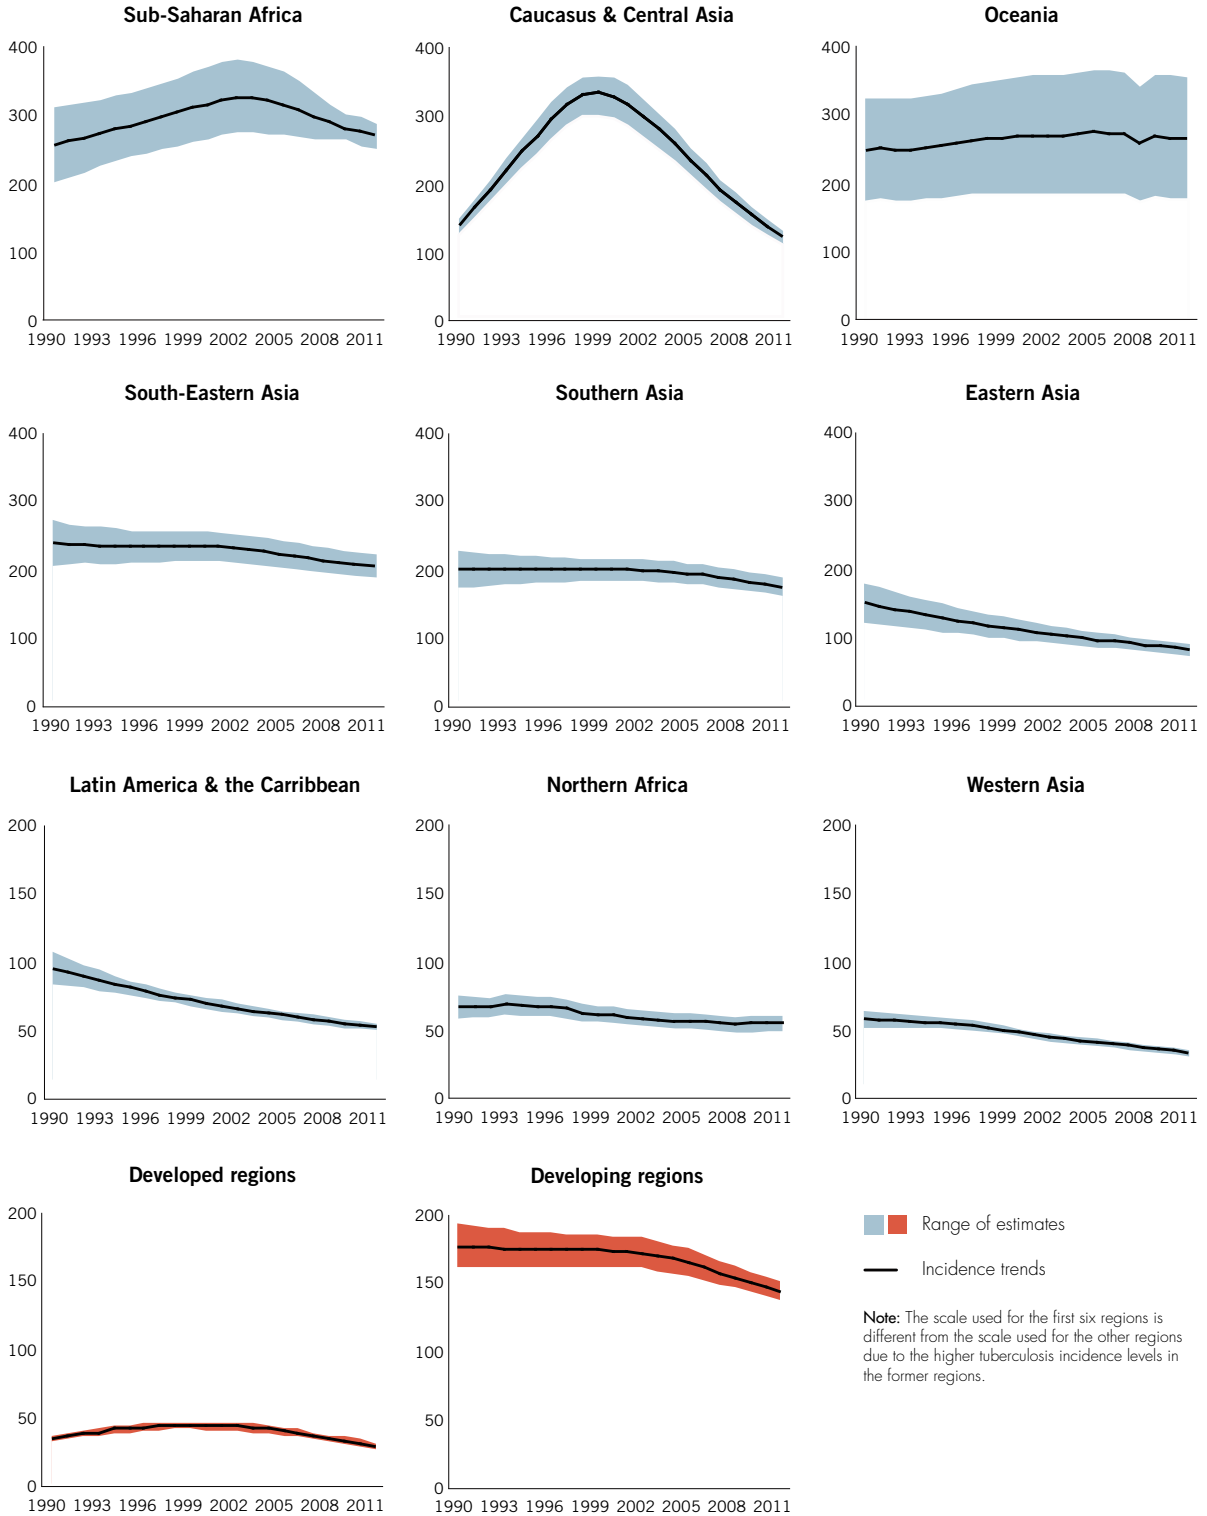 Sub-Saharan Africa
400
300
200
100
0
1990 1993 1996 1999 2002 2005 2008 2011
Caucasus & Central Asia
400
300
200
100
0
1990 1993 1996 1999 2002 2005 2008 2011
Oceania
400
300
200
100
0
1990 1993 1996 1999 2002 2005 2008 2011
South-Eastern Asia
400
300
200
100
0
1990 1993 1996 1999 2002 2005 2008 2011
Southern Asia
400
300
200
100
0
1990 1993 1996 1999 2002 2005 2008 2011
Eastern Asia
400
300
200
100
0
1990 1993 1996 1999 2002 2005 2008 2011
Latin America & the Carribbean
200
150
100
50
0
1990 1993 1996 1999 2002 2005 2008 2011
Northern Africa
200
150
100
50
0
1990 1993 1996 1999 2002 2005 2008 2011
Western Asia
200
150
100
50
0
1990 1993 1996 1999 2002 2005 2008 2011
Developed regions
200
150
100
50
0
1990 1993 1996 1999 2002 2005 2008 2011
Developing regions
200
150
100
50
0
1990 1993 1996 1999 2002 2005 2008 2011
Range of estimates
Incidence trends
Note: The scale used for the first six regions is
different from the scale used for the other regions
due to the higher tuberculosis incidence levels in
the former regions.